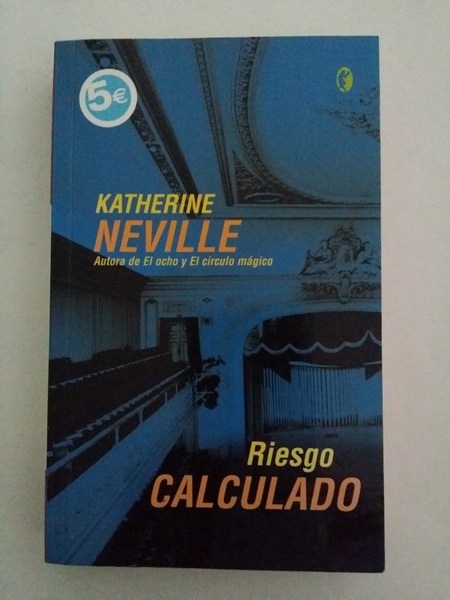 5€
KATHERINE
NEVILLE
Autora de El ocho y El círculo mágico
Riesgo
CALCULADO